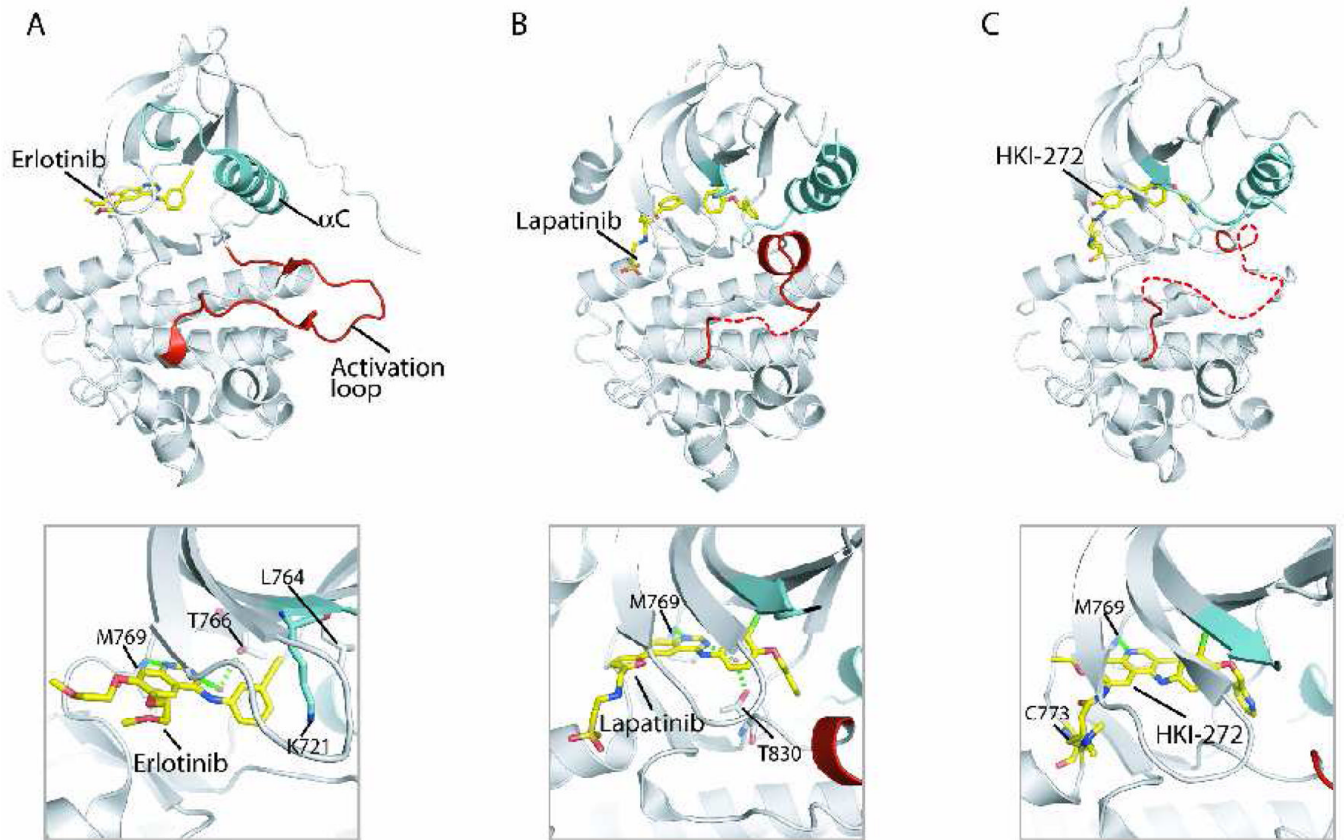 A
B
C
Erlotinib
αC
Activation
loop
Lapatinib
HKI-272
L764
T766
M769
K721
Erlotinib
M769
Lapatinib
T830
M769
C773
HKI-272